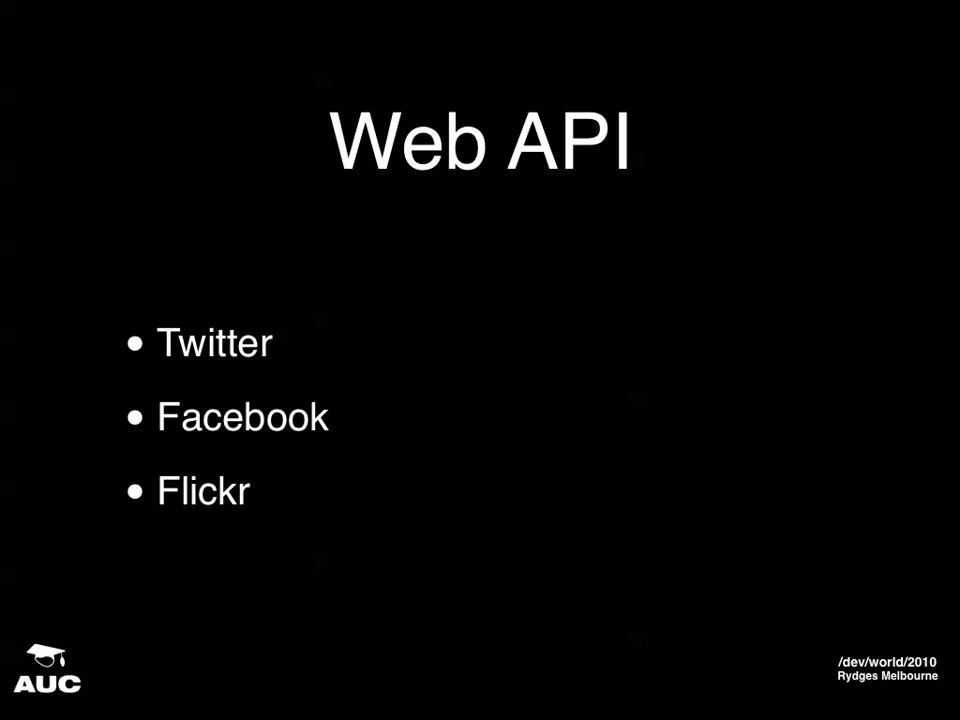 Web API
• Twitter
• Facebook
• Flickr
AUC
/dev/world/2010
Rydges Melbourne